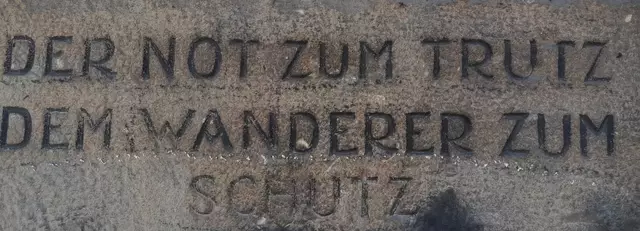 DER NOT ZUM TRUTZ
DEM WANDERER ZUM
SCHUTZ